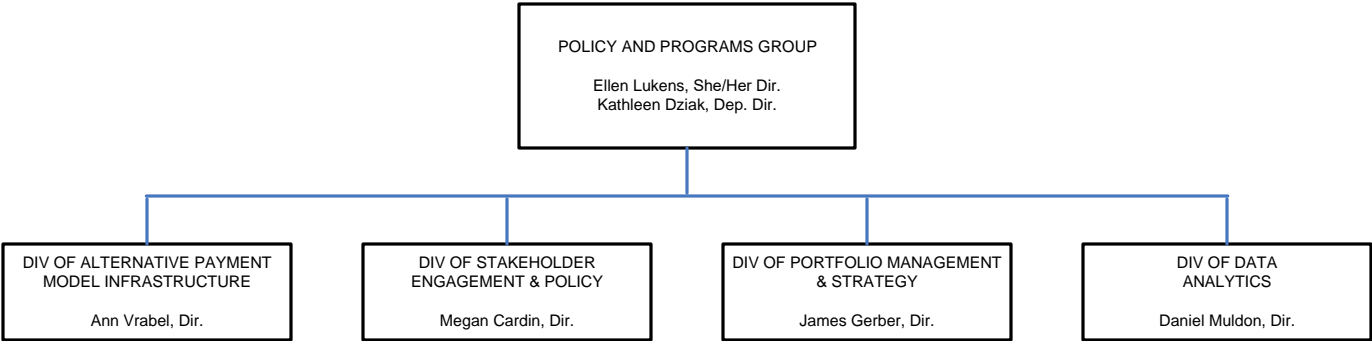 POLICY AND PROGRAMS GROUP
Ellen Lukens, She/Her Dir.
Kathleen Dziak, Dep. Dir.
DIV OF ALTERNATIVE PAYMENT
MODEL INFRASTRUCTURE
Ann Vrabel, Dir.
DIV OF STAKEHOLDER
ENGAGEMENT & POLICY
Megan Cardin, Dir.
DIV OF PORTFOLIO MANAGEMENT
& STRATEGY
James Gerber, Dir.
DIV OF DATA
ANALYTICS
Daniel Muldon, Dir.